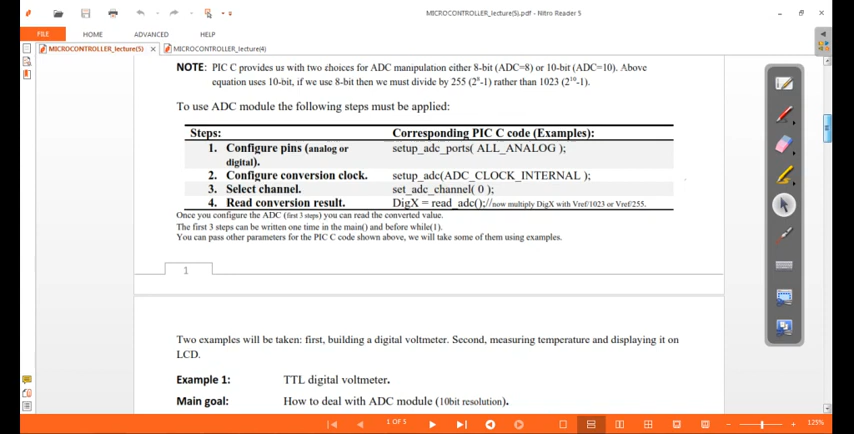 MICROCONTROLLER_lecture(5).pdf - Nitro Reader 5
FILE HOME ADVANCED HELP
MICROCONTROLLER_lecture(5) × MICROCONTROLLER_lecture(4)
NOTE: PIC C provides us with two choices for ADC manipulation either 8-bit (ADC=8) or 10-bit (ADC=10). Above
equation uses 10-bit, if we use 8-bit then we must divide by 255 (2⁸-1) rather than 1023 (2¹⁰-1).
To use ADC module the following steps must be applied:
Steps: Corresponding PIC C code (Examples):
1. Configure pins (analog or setup_adc_ports( ALL_ANALOG );
digital).
2. Configure conversion clock. setup_adc(ADC_CLOCK_INTERNAL );
3. Select channel. set_adc_channel( 0 );
4. Read conversion result. DigX = read_adc();//now multiply DigX with Vref/1023 or Vref/255.
Once you configure the ADC (first 3 steps) you can read the converted value.
The first 3 steps can be written one time in the main() and before while(1).
You can pass other parameters for the PIC C code shown above, we will take some of them using examples.
1
Two examples will be taken: first, building a digital voltmeter. Second, measuring temperature and displaying it on
LCD.
Example 1: TTL digital voltmeter.
Main goal: How to deal with ADC module (10bit resolution).
1 OF 5
125%